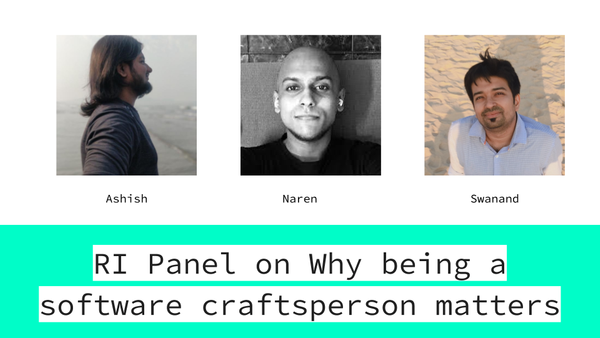 Ashish
Naren
Swanand
RI Panel on Why being a
software craftsperson matters